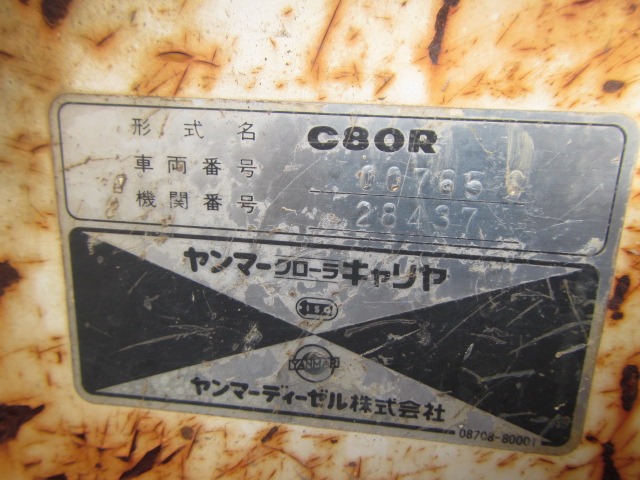 形式名 C80R
車両番号 00765
機関番号 28437
ヤンマークローラキャリヤ
YANMAR
ヤンマーディーゼル株式会社
08708-80001